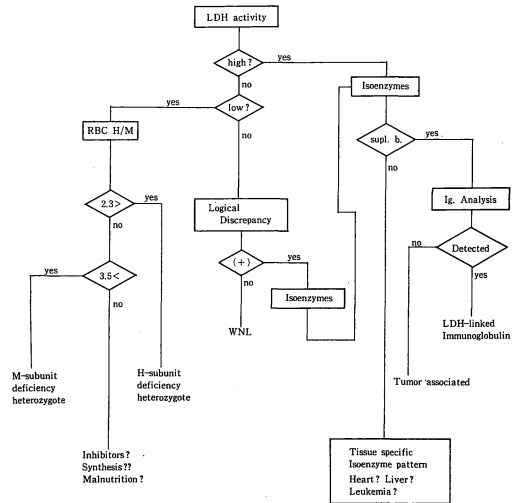 LDH activity
high?
yes
no
Isoenzymes
yes
low?
no
RBC H/M
supl. b.
yes
no
2.3>
yes
no
Logical
Discrepancy
Ig. Analysis
no
Detected
yes
3.5<
yes
no
(+)
yes
no
Isoenzymes
WNL
LDH-linked
Immunoglobulin
M-subunit
deficiency
heterozygote
H-subunit
deficiency
heterozygote
Tumor associated
Inhibitors?
Synthesis??
Malnutrition?
Tissue specific
Isoenzyme pattern
Heart? Liver?
Leukemia?